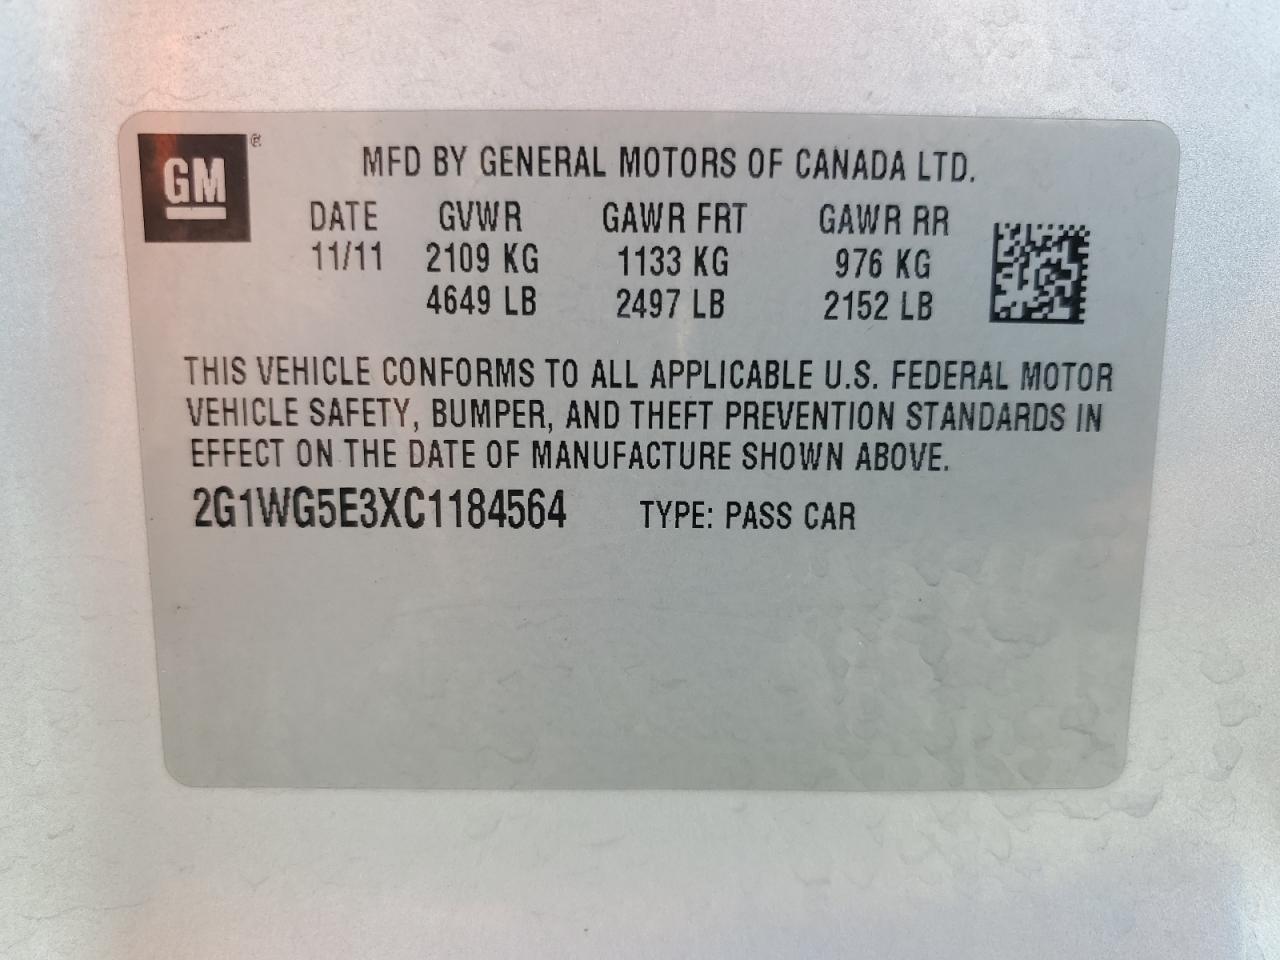 GM ®
MFD BY GENERAL MOTORS OF CANADA LTD.
DATE GVWR GAWR FRT GAWR RR
11/11 2109 KG 1133 KG 976 KG
4649 LB 2497 LB 2152 LB
THIS VEHICLE CONFORMS TO ALL APPLICABLE U.S. FEDERAL MOTOR
VEHICLE SAFETY, BUMPER, AND THEFT PREVENTION STANDARDS IN
EFFECT ON THE DATE OF MANUFACTURE SHOWN ABOVE.
2G1WG5E3XC1184564 TYPE: PASS CAR